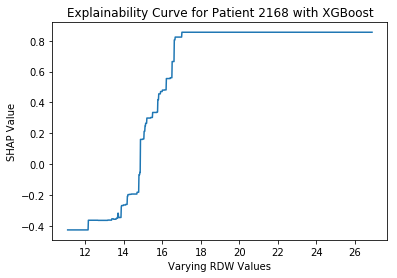 Explainability Curve for Patient 2168 with XGBoost
0.8
0.6
0.4
0.2
0.0
−0.2
−0.4
SHAP Value
12 14 16 18 20 22 24 26
Varying RDW Values